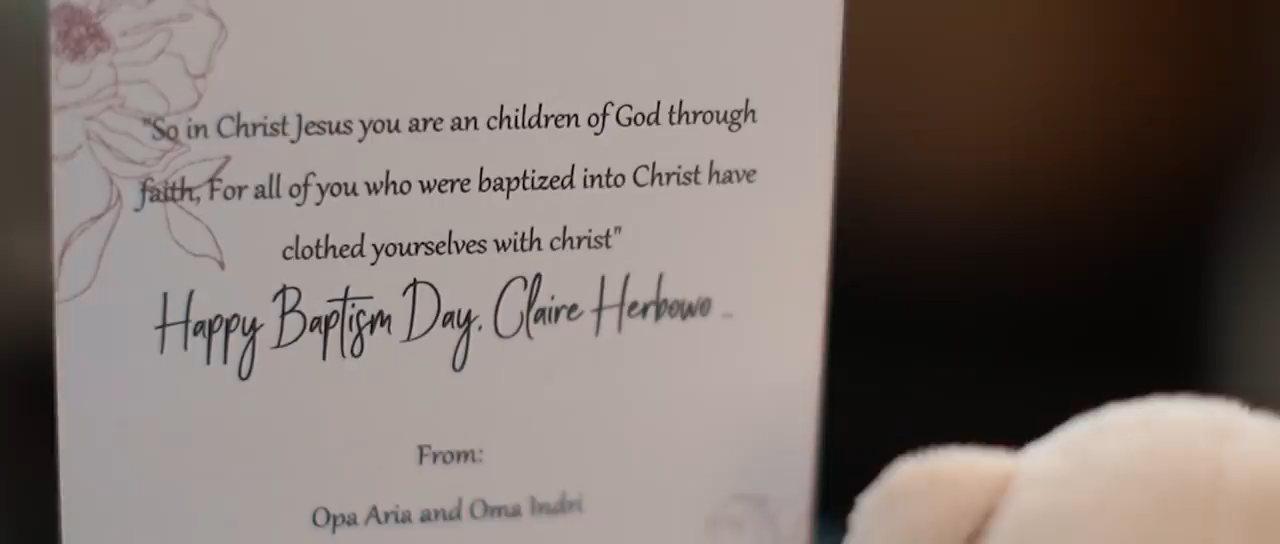 "So in Christ Jesus you are an children of God through
faith, For all of you who were baptized into Christ have
clothed yourselves with christ"
Happy Baptism Day, Claire Herbowo
From:
Opa Aria and Oma Indri